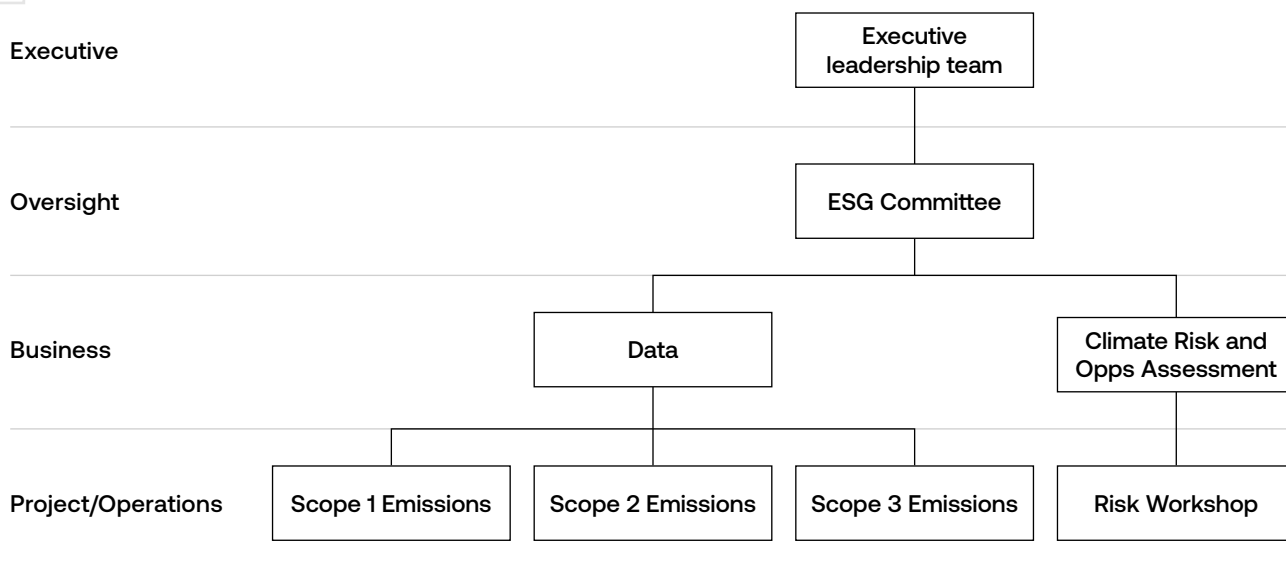 Executive
Executive
leadership team
Oversight
ESG Committee
Business
Data
Climate Risk and
Opps Assessment
Project/Operations
Scope 1 Emissions
Scope 2 Emissions
Scope 3 Emissions
Risk Workshop